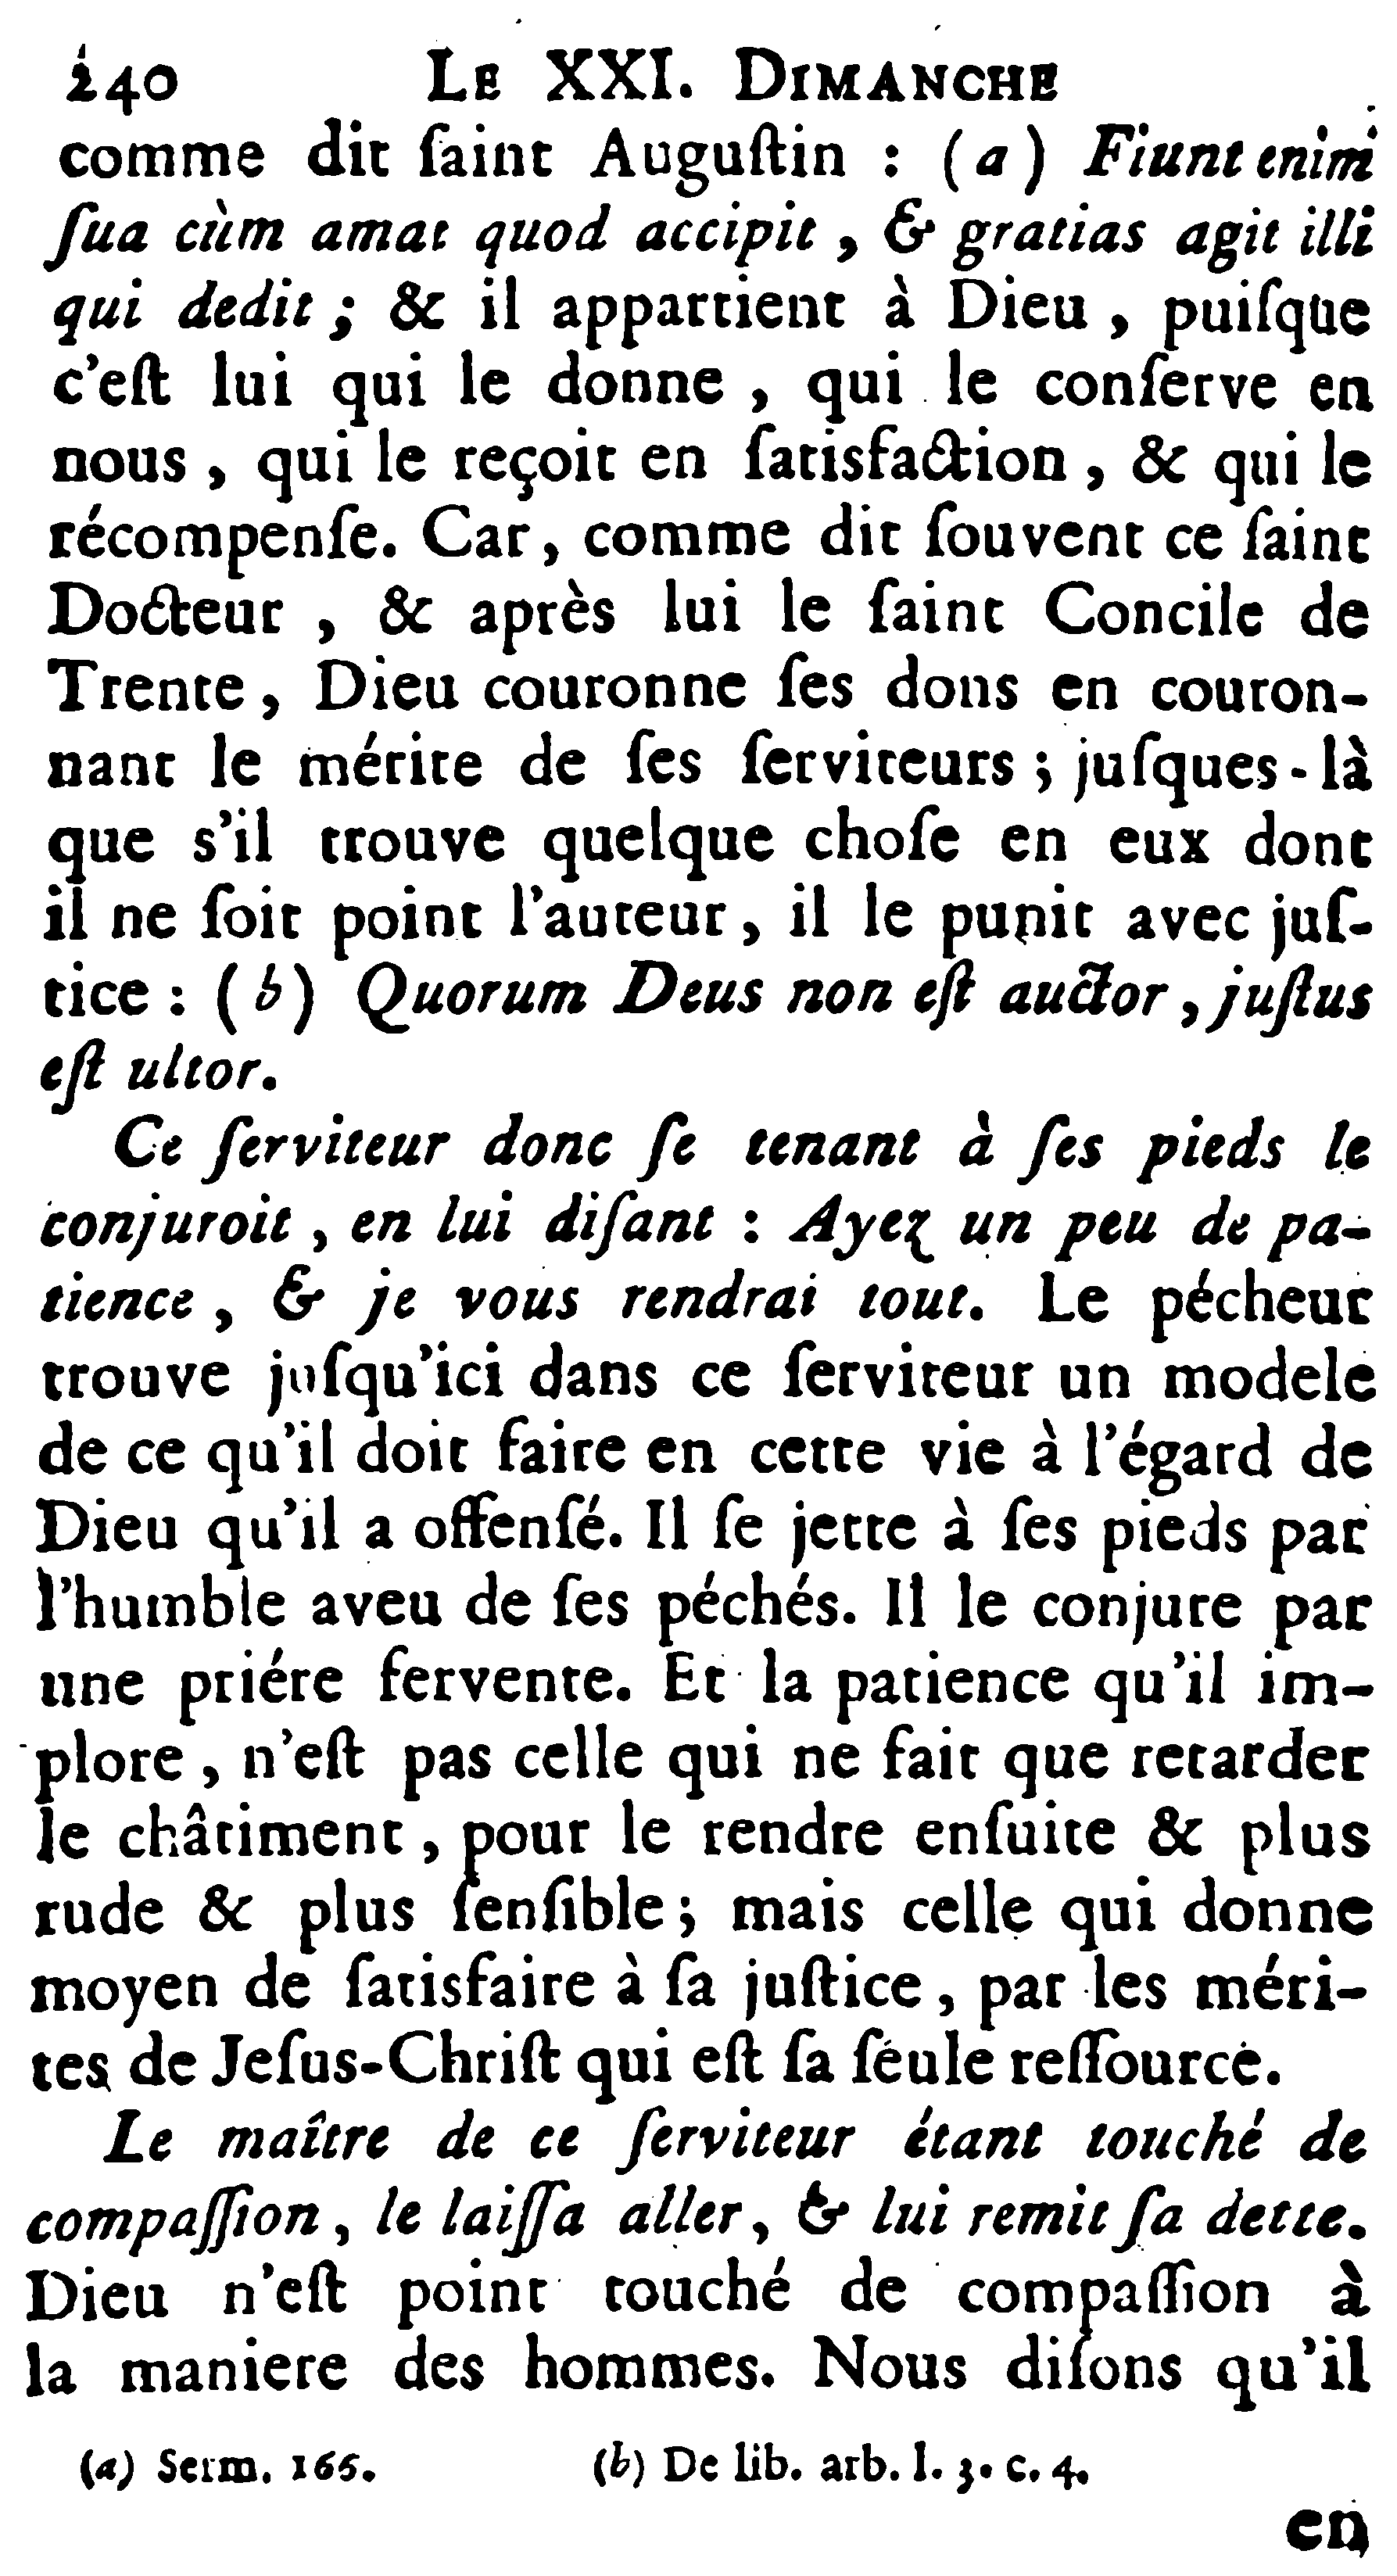 240 LE XXI. DIMANCHE
comme dit ſaint Auguſtin : (a) Fiunt enim
ſua cùm amat quod accipit, & gratias agit illi
qui dedit ; & il appartient à Dieu, puiſque
c'eſt lui qui le donne, qui le conſerve en
nous, qui le reçoit en ſatisfaction, & qui le
récompenſe. Car, comme dit ſouvent ce ſaint
Docteur, & après lui le ſaint Concile de
Trente, Dieu couronne ſes dons en couron-
nant le mérite de ſes ſerviteurs ; juſques-là
que s'il trouve quelque choſe en eux dont
il ne ſoit point l'auteur, il le punit avec juſ-
tice : (b) Quorum Deus non eſt auctor, juſtus
eſt ultor.
Ce ſerviteur donc ſe tenant à ſes pieds le
conjuroit, en lui diſant : Ayez un peu de pa-
tience, & je vous rendrai tout. Le pécheur
trouve juſqu'ici dans ce ſerviteur un modele
de ce qu'il doit faire en cette vie à l'égard de
Dieu qu'il a offenſé. Il ſe jette à ſes pieds par
l'humble aveu de ſes péchés. Il le conjure par
une priére fervente. Et la patience qu'il im-
plore, n'eſt pas celle qui ne fait que retarder
le châtiment, pour le rendre enſuite & plus
rude & plus ſenſible ; mais celle qui donne
moyen de ſatisfaire à ſa juſtice, par les méri-
tes de Jeſus-Chriſt qui eſt ſa ſeule reſſource.
Le maître de ce ſerviteur étant touché de
compaſſion, le laiſſa aller, & lui remit ſa dette.
Dieu n'eſt point touché de compaſſion à
la maniere des hommes. Nous diſons qu'il
(a) Serm. 166. (b) De lib. arb. l. 3. c. 4.
en